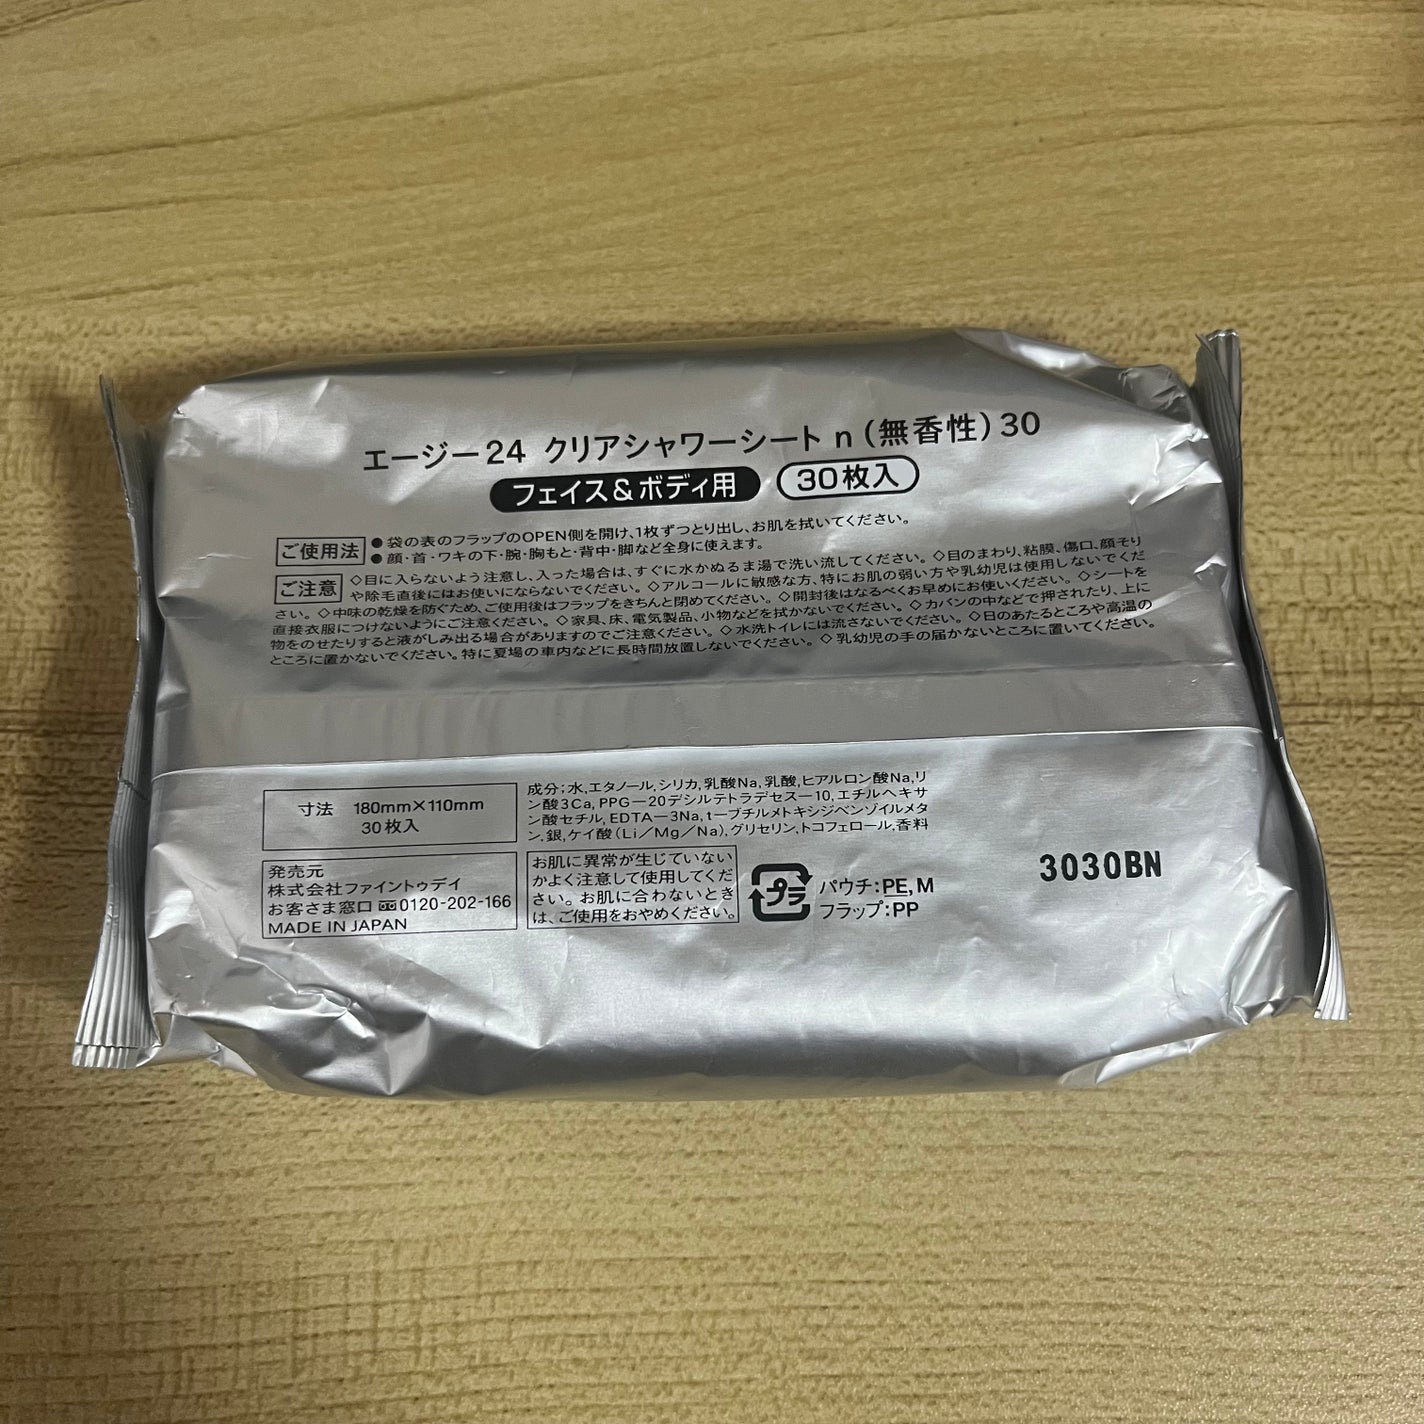 エージー24 クリアシャワーシート n（無香性）30
フェイス＆ボディ用 30枚入
ご使用法 ●袋の表のフラップのOPEN側を開け、1枚ずつとり出し、お肌を拭いてください。
●顔・首・ワキの下・腕・胸もと・背中・脚など全身に使えます。
ご注意 ◇目に入らないよう注意し、入った場合は、すぐに水かぬるま湯で洗い流してください。◇目のまわり、粘膜、傷口、顔そり
や除毛直後にはお使いにならないでください。◇アルコールに敏感な方、特にお肌の弱い方や乳幼児は使用しないでくだ
さい。◇中味の乾燥を防ぐため、ご使用後はフラップをきちんと閉めてください。◇開封後はなるべくお早めにお使いください。◇シートを
直接衣服につけないようにご注意ください。◇家具、床、電気製品、小物などを拭かないでください。◇カバンの中などで押されたり、上に
物をのせたりすると液がしみ出る場合がありますのでご注意ください。◇水洗トイレには流さないでください。◇日のあたるところや高温の
ところに置かないでください。特に夏場の車内などに長時間放置しないでください。◇乳幼児の手の届かないところに置いてください。
寸法 180mm×110mm
30枚入
成分；水、エタノール、シリカ、乳酸Na、乳酸、ヒアルロン酸Na、リ
ン酸3Ca、PPG－20デシルテトラデセス－10、エチルヘキサ
ン酸セチル、EDTA－3Na、t－ブチルメトキシジベンゾイルメタ
ン、銀、ケイ酸（Li／Mg／Na）、グリセリン、トコフェロール、香料
発売元
株式会社ファイントゥデイ
お客さま窓口 0120-202-166
MADE IN JAPAN
お肌に異常が生じていない
かよく注意して使用してくだ
さい。お肌に合わないとき
は、ご使用をおやめください。
プラ
パウチ：PE, M
フラップ：PP
3030BN